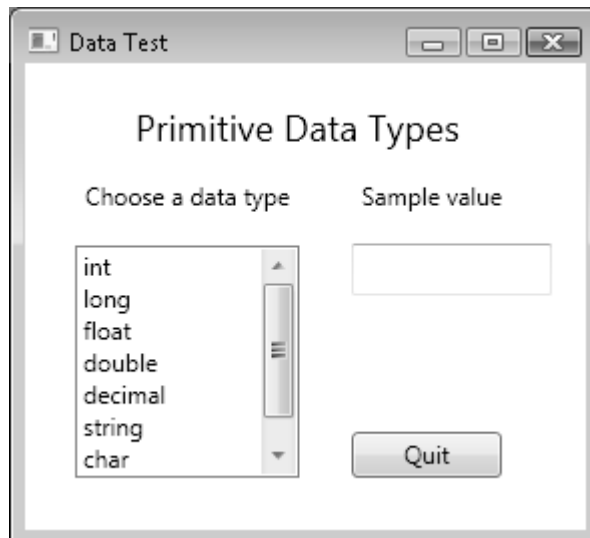 Data Test
Primitive Data Types
Choose a data type
Sample value
int
long
float
double
decimal
string
char
Quit